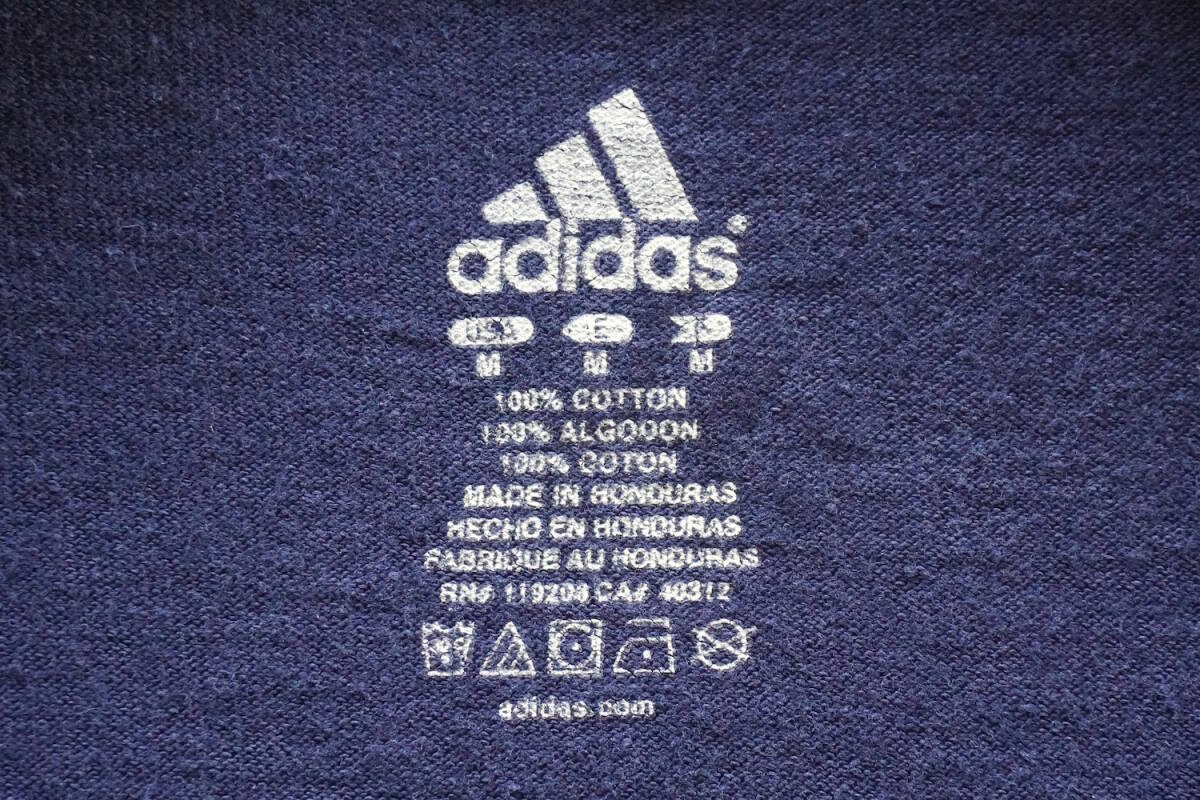 adidas
USA E
M M M
100% COTTON
100% ALGODON
100% COTON
MADE IN HONDURAS
HECHO EN HONDURAS
FABRIQUE AU HONDURAS
RN# 119208 CA# 40312
adidas.com